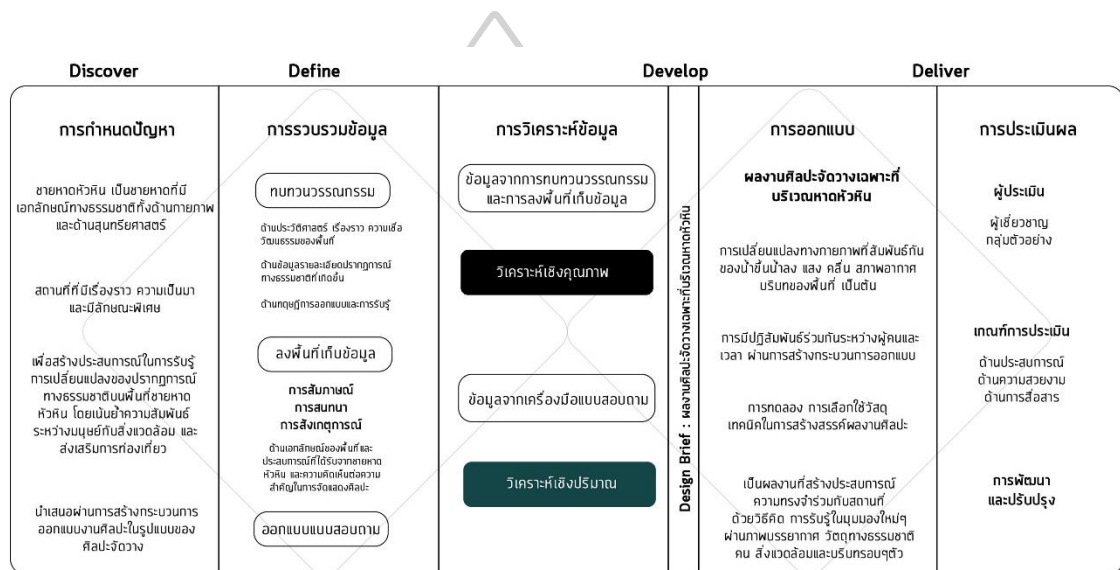 Discover
Define
Develop
Deliver
การกำหนดปัญหา
ชายหาดหัวหิน เป็นชายหาดที่มี
เอกลักษณ์ทางธรรมชาติทั้งด้านกายภาพ
และด้านสุนทรียศาสตร์
สถานที่ที่มีเรื่องราว ความเป็นมา
และมีลักษณะพิเศษ
เพื่อสร้างประสบการณ์ในการรับรู้
การเปลี่ยนแปลงของปรากฏการณ์
ทางธรรมชาติบนพื้นที่ชายหาด
หัวหิน โดยเน้นย้ำความสัมพันธ์
ระหว่างมนุษย์กับสิ่งแวดล้อม และ
ส่งเสริมการท่องเที่ยว
นำเสนอผ่านการสร้างกระบวนการ
ออกแบบงานศิลปะในรูปแบบของ
ศิลปะจัดวาง
การรวบรวมข้อมูล
ทบทวนวรรณกรรม
ด้านประวัติศาสตร์ เรื่องราว ความเชื่อ
วัฒนธรรมของพื้นที่
ด้านข้อมูลรายละเอียดปรากฏการณ์
ทางธรรมชาติที่เกิดขึ้น
ด้านทฤษฎีการออกแบบและการรับรู้
ลงพื้นที่เก็บข้อมูล
การสัมภาษณ์
การสนทนา
การสังเกตุการณ์
ด้านเอกลักษณ์ของพื้นที่และ
ประสบการณ์ที่ได้รับจากชายหาด
หัวหิน และความคิดเห็นต่อความ
สำคัญในการจัดแสดงศิลปะ
ออกแบบแบบสอบถาม
การวิเคราะห์ข้อมูล
ข้อมูลจากการทบทวนวรรณกรรม
และการลงพื้นที่เก็บข้อมูล
วิเคราะห์เชิงคุณภาพ
ข้อมูลจากเครื่องมือแบบสอบถาม
วิเคราะห์เชิงปริมาณ
Design Brief : ผลงานศิลปะจัดวางเฉพาะที่บริเวณหาดหัวหิน
การออกแบบ
ผลงานศิลปะจัดวางเฉพาะที่
บริเวณหาดหัวหิน
การเปลี่ยนแปลงทางกายภาพที่สัมพันธ์กัน
ของน้ำขึ้นน้ำลง แสง คลื่น สภาพอากาศ
บริบทของพื้นที่ เป็นต้น
การมีปฏิสัมพันธ์ร่วมกันระหว่างผู้คนและ
เวลา ผ่านการสร้างกระบวนการออกแบบ
การทดลอง การเลือกใช้วัสดุ
เทคนิคในการสร้างสรรค์ผลงานศิลปะ
เป็นผลงานที่สร้างประสบการณ์
ความทรงจำร่วมกับสถานที่
ด้วยวิธีคิด การรับรู้ในมุมมองใหม่ๆ
ผ่านภาพบรรยากาศ วัตถุทางธรรมชาติ
คน สิ่งแวดล้อมและบริบทรอบๆตัว
การประเมินผล
ผู้ประเมิน
ผู้เชี่ยวชาญ
กลุ่มตัวอย่าง
เกณฑ์การประเมิน
ด้านประสบการณ์
ด้านความสวยงาม
ด้านการสื่อสาร
การพัฒนา
และปรับปรุง